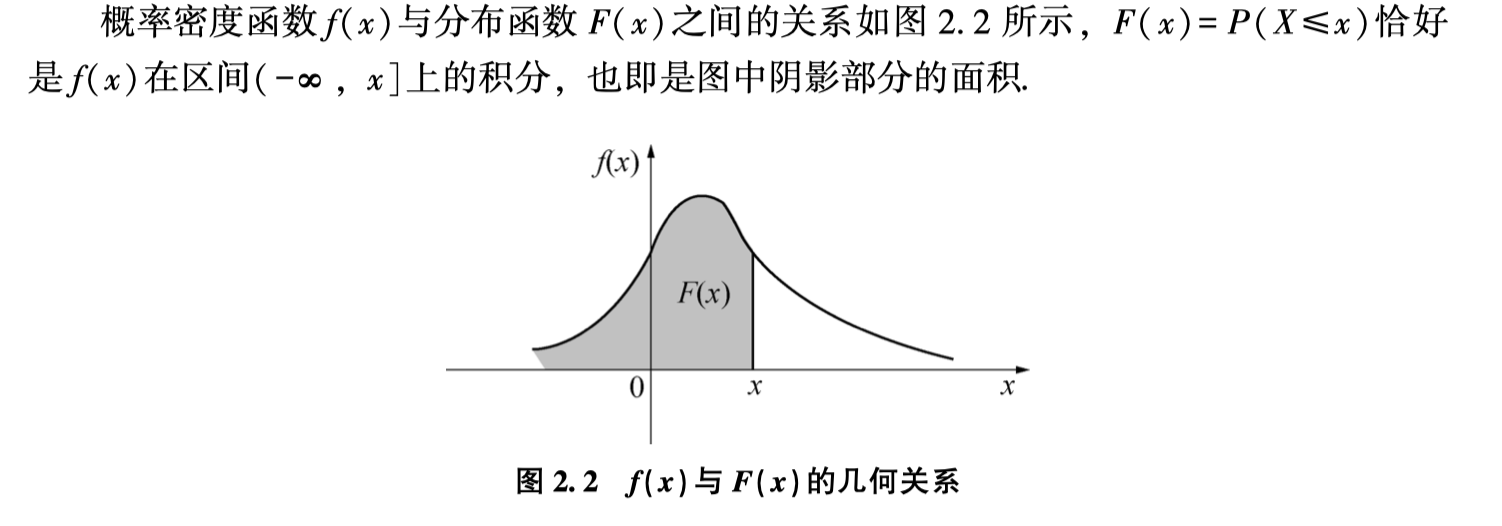 概率密度函数f(x)与分布函数 F(x)之间的关系如图 2.2 所示，F(x)=P(X≤x)恰好
是f(x)在区间(-∞，x]上的积分，也即是图中阴影部分的面积.
f(x)
F(x)
0
x
x
图 2.2 f(x)与 F(x)的几何关系